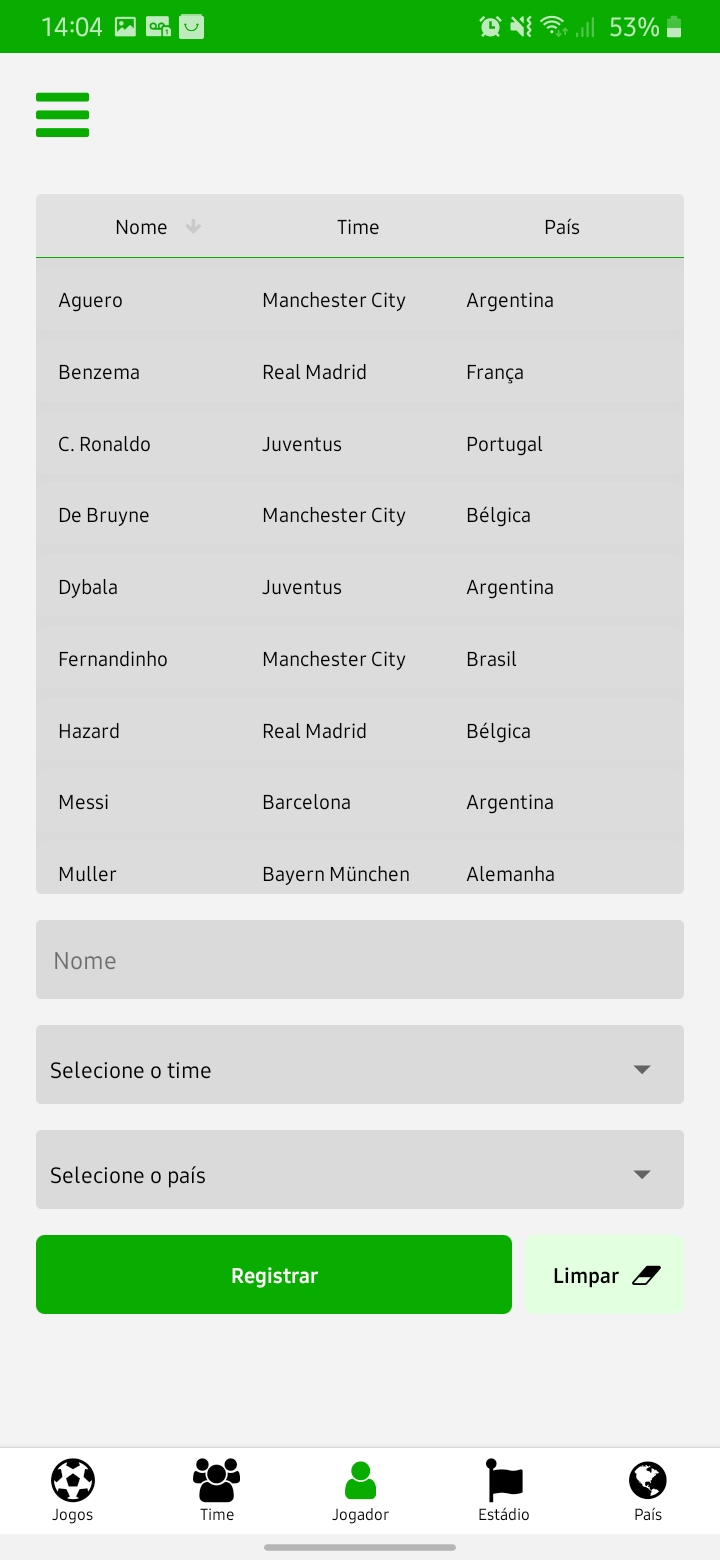 14:04 53%
Nome Time País
Aguero Manchester City Argentina
Benzema Real Madrid França
C. Ronaldo Juventus Portugal
De Bruyne Manchester City Bélgica
Dybala Juventus Argentina
Fernandinho Manchester City Brasil
Hazard Real Madrid Bélgica
Messi Barcelona Argentina
Muller Bayern München Alemanha
Nome
Selecione o time
Selecione o país
Registrar Limpar
Jogos Time Jogador Estádio País